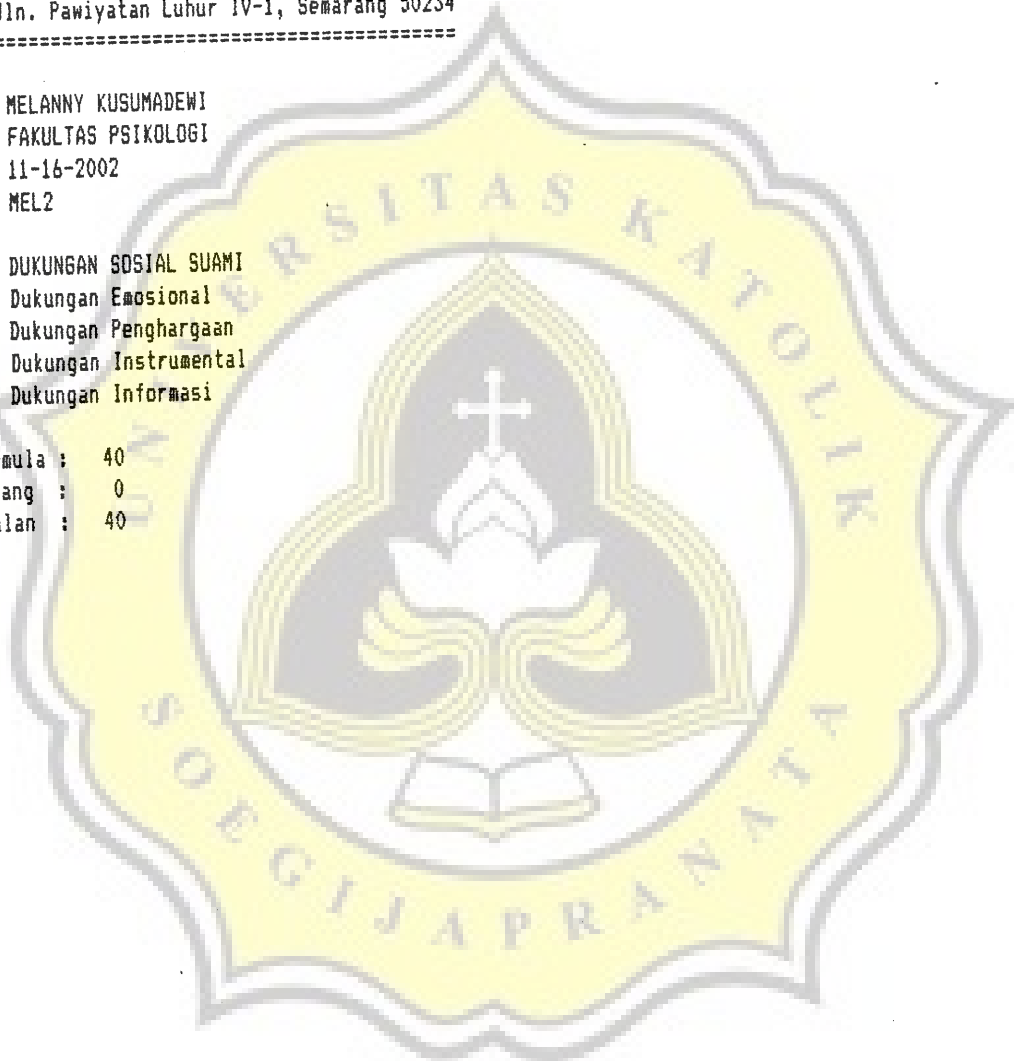 Jln. Pawiyatan Luhur IV-1, Semarang 50234
==========================================
MELANNY KUSUMADEWI
FAKULTAS PSIKOLOGI
11-16-2002
MEL2
DUKUNGAN SOSIAL SUAMI
Dukungan Emosional
Dukungan Penghargaan
Dukungan Instrumental
Dukungan Informasi
mula : 40
ang : 0
lan : 40
UNIVERSITAS KATOLIK
SOEGIJAPRANATA